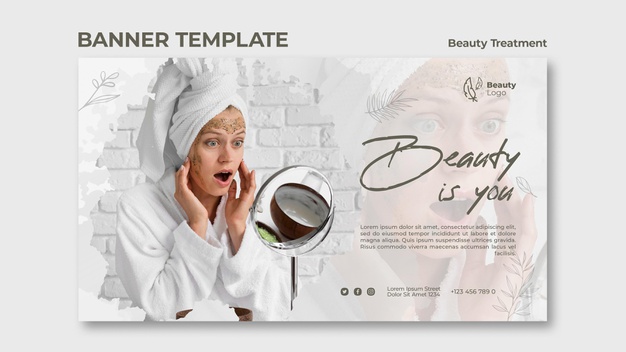 BANNER TEMPLATE
Beauty Treatment
Beauty
Logo
Beauty
is you
Lorem ipsum dolor sit amet, consectetur adipiscing
elit, sed do eiusmod tempor incididunt ut labore et dolore
magna aliqua. Quis ipsum suspendisse ultrices
gravida. Risus commodo viverra maecenas accumsan lacus vel
facilisis.
Lorem Ipsum Street
Dolor Sit Amet 1234
+123 456 789 0